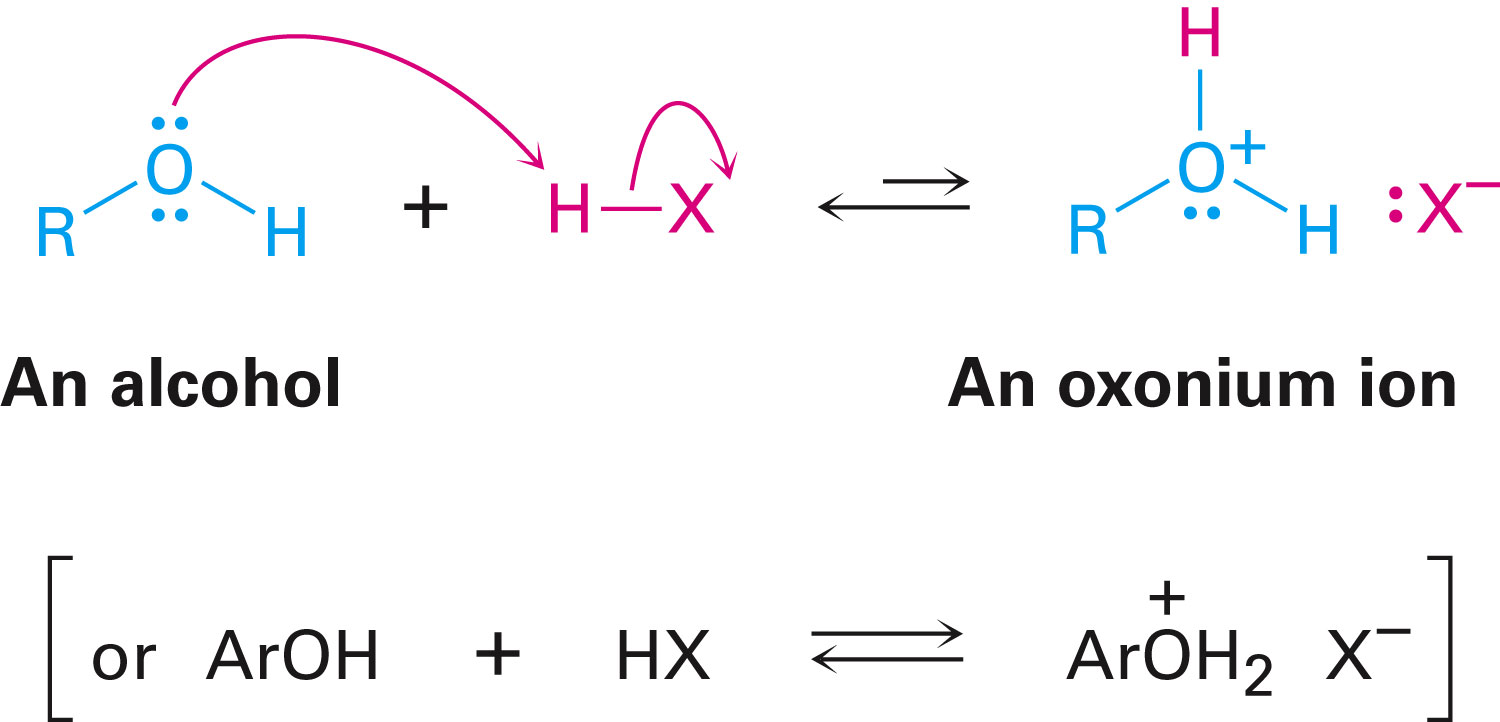 H
O + H X O+ :X−
R H R H
An alcohol An oxonium ion
+
[ or ArOH + HX ⇌ ArOH2 X− ]